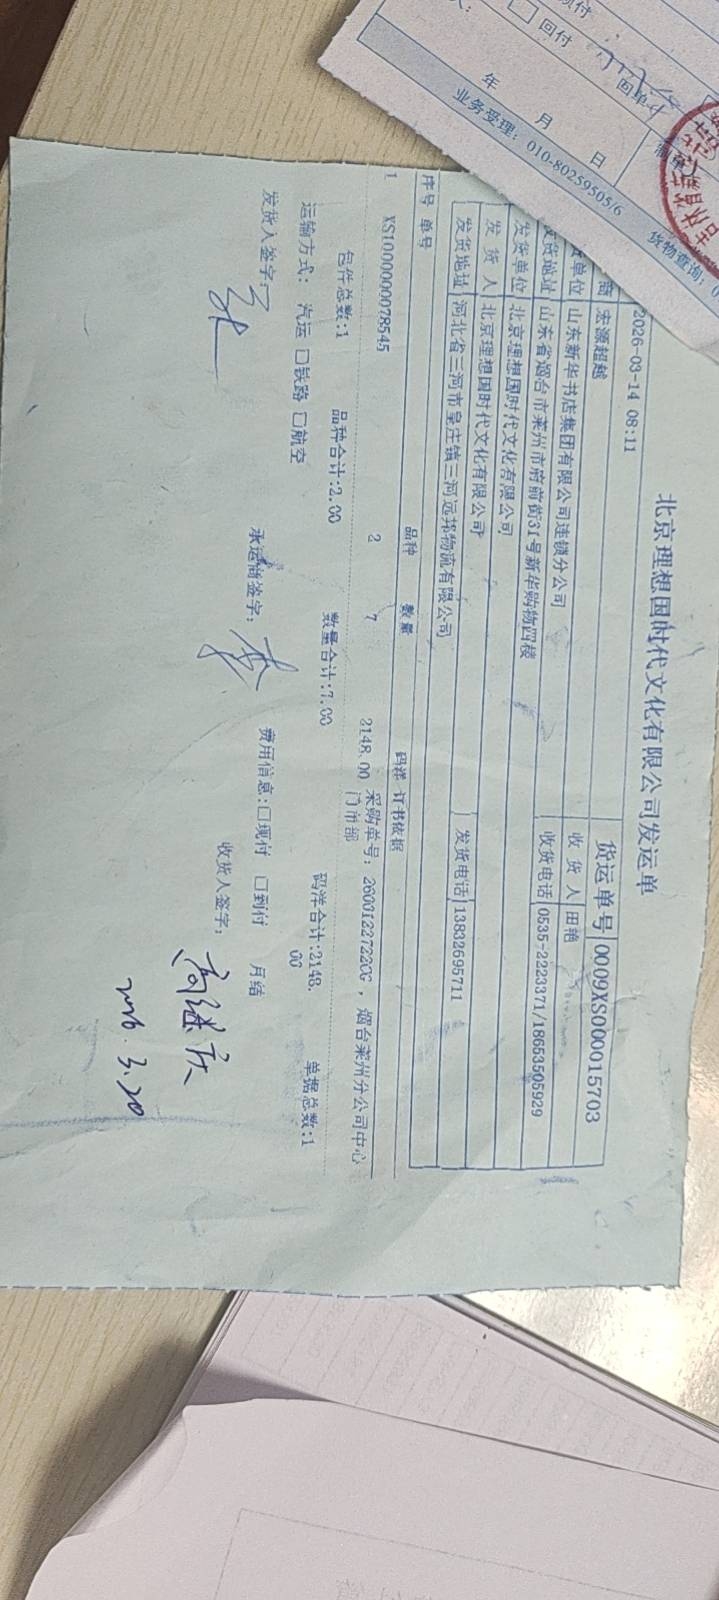 北京理想国时代文化有限公司发运单
2026-03-14 08:11
货运单号 0009XS000015703
商 宏源超越
单位 山东新华书店集团有限公司连锁分公司 收 货 人 田艳
货地址 山东省烟台市莱州市府前街31号新华购物四楼 收货电话 0535-2223371/18653505929
发货单位 北京理想国时代文化有限公司
发 货 人 北京理想国时代文化有限公司
发货地址 河北省三河市皇庄镇三河远邦物流有限公司 发货电话 13832695711
序号 单号 品种 数量 码洋 订书依据
1 XS1000000078545 2 7 2148.00 采购单号：260012272206，烟台莱州分公司中心
门市部
包件总数:1 品种合计:2.00 数量合计:7.00 码洋合计:2148.
00 单据总数:1
运输方式： 汽运 □铁路 □航空 费用信息:□现付 □到付 月结
发货人签字： 承运商签字： 收货人签字：
2026.3.20
回付
年 月 日
业务受理：010-80259505/6 货物查询：0